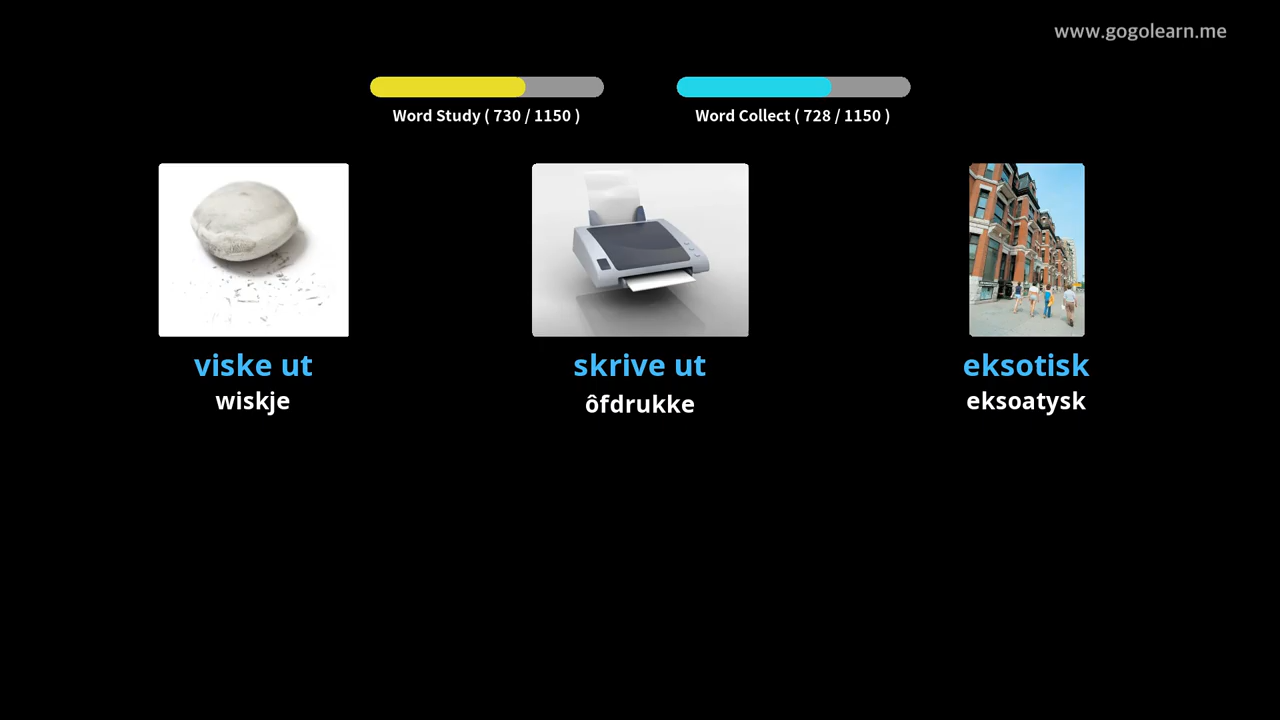 www.gogolearn.me
Word Study ( 730 / 1150 )
Word Collect ( 728 / 1150 )
viske ut
wiskje
skrive ut
ôfdrukke
eksotisk
eksoatysk